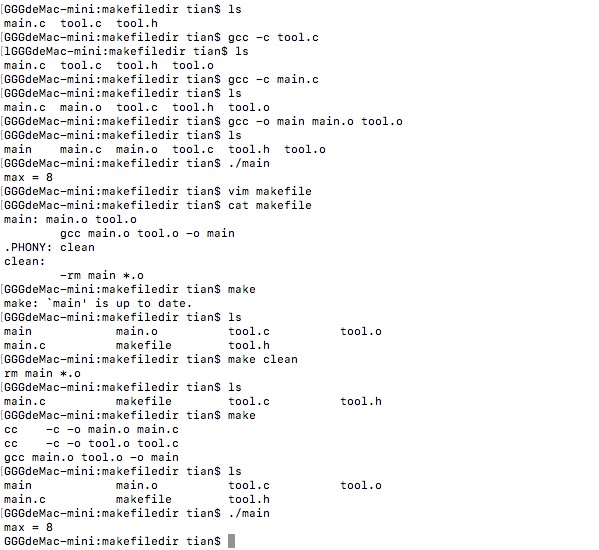 [GGGdeMac-mini:makefiledir tian$ ls
main.c  tool.c  tool.h
[GGGdeMac-mini:makefiledir tian$ gcc -c tool.c
[lGGGdeMac-mini:makefiledir tian$ ls
main.c  tool.c  tool.h  tool.o
[GGGdeMac-mini:makefiledir tian$ gcc -c main.c
[GGGdeMac-mini:makefiledir tian$ ls
main.c  main.o  tool.c  tool.h  tool.o
[GGGdeMac-mini:makefiledir tian$ gcc -o main main.o tool.o
[GGGdeMac-mini:makefiledir tian$ ls
main    main.c  main.o  tool.c  tool.h  tool.o
[GGGdeMac-mini:makefiledir tian$ ./main
max = 8
[GGGdeMac-mini:makefiledir tian$ vim makefile
[GGGdeMac-mini:makefiledir tian$ cat makefile
main: main.o tool.o
        gcc main.o tool.o -o main
.PHONY: clean
clean:
        -rm main *.o
[GGGdeMac-mini:makefiledir tian$ make
make: `main' is up to date.
[GGGdeMac-mini:makefiledir tian$ ls
main            main.o          tool.c          tool.o
main.c          makefile        tool.h
[GGGdeMac-mini:makefiledir tian$ make clean
rm main *.o
[GGGdeMac-mini:makefiledir tian$ ls
main.c          makefile        tool.c          tool.h
[GGGdeMac-mini:makefiledir tian$ make
cc    -c -o main.o main.c
cc    -c -o tool.o tool.c
gcc main.o tool.o -o main
[GGGdeMac-mini:makefiledir tian$ ls
main            main.o          tool.c          tool.o
main.c          makefile        tool.h
[GGGdeMac-mini:makefiledir tian$ ./main
max = 8
GGGdeMac-mini:makefiledir tian$